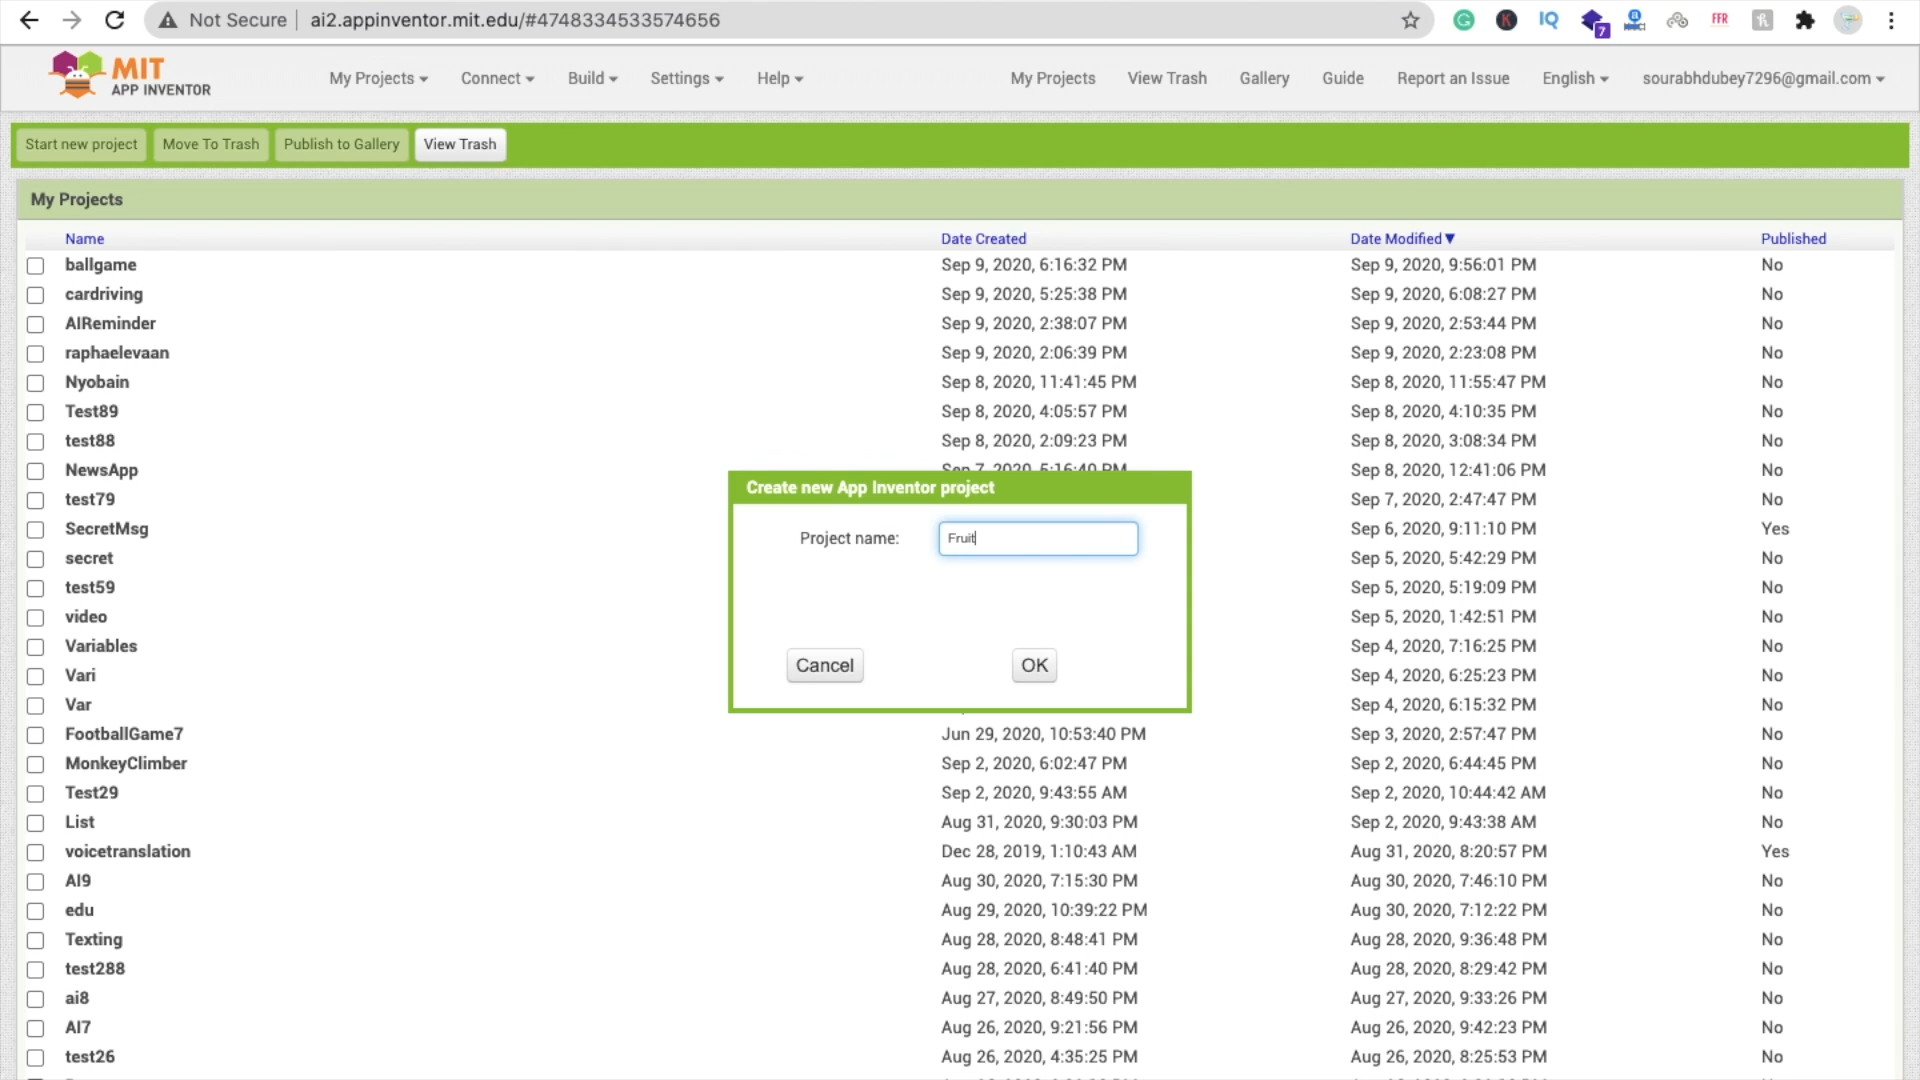 Not Secure ai2.appinventor.mit.edu/#4748334533574656 K IQ 7 a FFR h
MIT
APP INVENTOR
My Projects Connect Build Settings Help My Projects View Trash Gallery Guide Report an Issue English sourabhdubey7296@gmail.com
Start new project Move To Trash Publish to Gallery View Trash
My Projects
Name Date Created Date Modified Published
ballgame Sep 9, 2020, 6:16:32 PM Sep 9, 2020, 9:56:01 PM No
cardriving Sep 9, 2020, 5:25:38 PM Sep 9, 2020, 6:08:27 PM No
AIReminder Sep 9, 2020, 2:38:07 PM Sep 9, 2020, 2:53:44 PM No
raphaelevaan Sep 9, 2020, 2:06:39 PM Sep 9, 2020, 2:23:08 PM No
Nyobain Sep 8, 2020, 11:41:45 PM Sep 8, 2020, 11:55:47 PM No
Test89 Sep 8, 2020, 4:05:57 PM Sep 8, 2020, 4:10:35 PM No
test88 Sep 8, 2020, 2:09:23 PM Sep 8, 2020, 3:08:34 PM No
NewsApp Sep 7, 2020, 5:16:40 PM Sep 8, 2020, 12:41:06 PM No
test79 Sep 7, 2020, 2:47:47 PM No
SecretMsg Sep 6, 2020, 9:11:10 PM Yes
secret Sep 5, 2020, 5:42:29 PM No
test59 Sep 5, 2020, 5:19:09 PM No
video Sep 5, 2020, 1:42:51 PM No
Variables Sep 4, 2020, 7:16:25 PM No
Vari Sep 4, 2020, 6:25:23 PM No
Var Sep 4, 2020, 6:15:32 PM No
Create new App Inventor project
Project name: Fruit
Cancel OK
FootballGame7 Jun 29, 2020, 10:53:40 PM Sep 3, 2020, 2:57:47 PM No
MonkeyClimber Sep 2, 2020, 6:02:47 PM Sep 2, 2020, 6:44:45 PM No
Test29 Sep 2, 2020, 9:43:55 AM Sep 2, 2020, 10:44:42 AM No
List Aug 31, 2020, 9:30:03 PM Sep 2, 2020, 9:43:38 AM No
voicetranslation Dec 28, 2019, 1:10:43 AM Aug 31, 2020, 8:20:57 PM Yes
AI9 Aug 30, 2020, 7:15:30 PM Aug 30, 2020, 7:46:10 PM No
edu Aug 29, 2020, 10:39:22 PM Aug 30, 2020, 7:12:22 PM No
Texting Aug 28, 2020, 8:48:41 PM Aug 28, 2020, 9:36:48 PM No
test288 Aug 28, 2020, 6:41:40 PM Aug 28, 2020, 8:29:42 PM No
ai8 Aug 27, 2020, 8:49:50 PM Aug 27, 2020, 9:33:26 PM No
AI7 Aug 26, 2020, 9:21:56 PM Aug 26, 2020, 9:42:23 PM No
test26 Aug 26, 2020, 4:35:25 PM Aug 26, 2020, 8:25:53 PM No